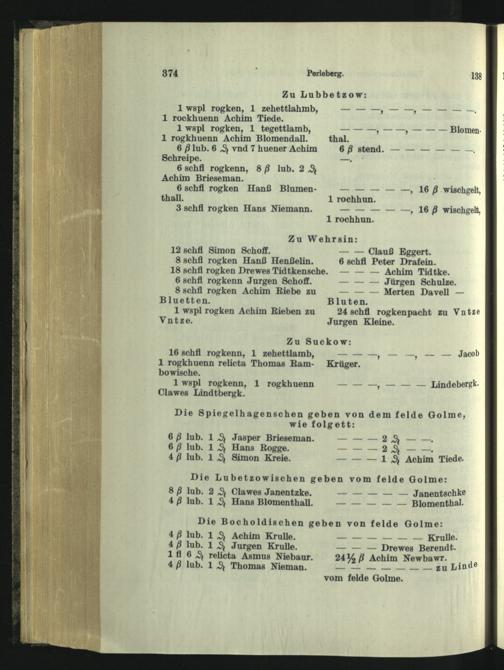 374 Perleberg. 138
Zu Lubbetzow:
1 wspl rogken, 1 zehettlahmb, — — —, — —, — — — —.
1 rockhuenn Achim Tiede.
1 wspl rogken, 1 tegettlamb, — — —, — —, — — — Blomen-
1 rogkhuenn Achim Blomendall. thal.
6 β lub. 6 ₰ vnd 7 huener Achim 6 β stend. — — — — — —.
Schreipe. —.
6 schfl rogkenn, 8 β lub. 2 ₰
Achim Brieseman.
6 schfl rogken Hanß Blumen- — — — — —, 16 β wischgelt,
thall. 1 rochhun.
3 schfl rogken Hans Niemann. — — — — —, 16 β wischgelt,
1 rochhun.
Zu Wehrsin:
12 schfl Simon Schoff. — — Clauß Eggert.
8 schfl rogken Hanß Henßelin. 6 schfl Peter Drafein.
18 schfl rogken Drewes Tidtkensche. — — — Achim Tidtke.
6 schfl rogkenn Jurgen Schoff. — — — Jürgen Schulze.
8 schfl rogken Achim Riebe zu — — — Merten Davell —
Bluetten. Bluten.
1 wspl rogken Achim Rieben zu 24 schfl rogkenpacht zu Vntze
Vntze. Jurgen Kleine.
Zu Suckow:
16 schfl rogkenn, 1 zehettlamb, — — —, — —, — — Jacob
1 rogkhuenn relicta Thomas Ram- Krüger.
bowische.
1 wspl rogkenn, 1 rogkhuenn — — —, — — — Lindebergk.
Clawes Lindtbergk.
Die Spiegelhagenschen geben von dem felde Golme,
wie folgett:
6 β lub. 1 ₰ Jasper Brieseman. — — — 2 ₰ — —.
6 β lub. 1 ₰ Hans Rogge. — — — 2 ₰ — —.
4 β lub. 1 ₰ Simon Kreie. — — — 1 ₰ Achim Tiede.
Die Lubetzowischen geben vom felde Golme:
8 β lub. 2 ₰ Clawes Janentzke. — — — — — Janentschke
4 β lub. 1 ₰ Hans Blomenthall. — — — — — Blomenthal.
Die Bocholdischen geben von felde Golme:
4 β lub. 1 ₰ Achim Krulle. — — — — — — Krulle.
4 β lub. 1 ₰ Jurgen Krulle. — — — Drewes Berendt.
1 fl 6 ₰ relicta Asmus Niebaur. 24½ β Achim Newbawr.
4 β lub. 1 ₰ Thomas Nieman. — — — — — — — zu Linde
vom felde Golme.